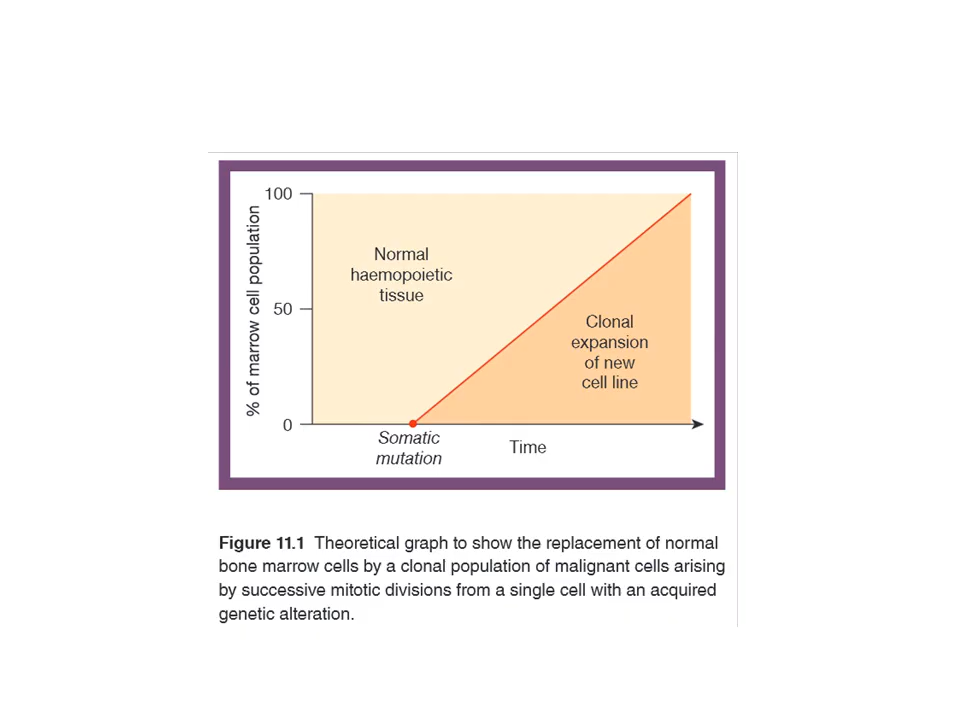 100
Normal
haemopoietic
tissue
% of marrow cell population
50
Clonal
expansion
of new
cell line
0
Somatic
mutation
Time
Figure 11.1 Theoretical graph to show the replacement of normal
bone marrow cells by a clonal population of malignant cells arising
by successive mitotic divisions from a single cell with an acquired
genetic alteration.